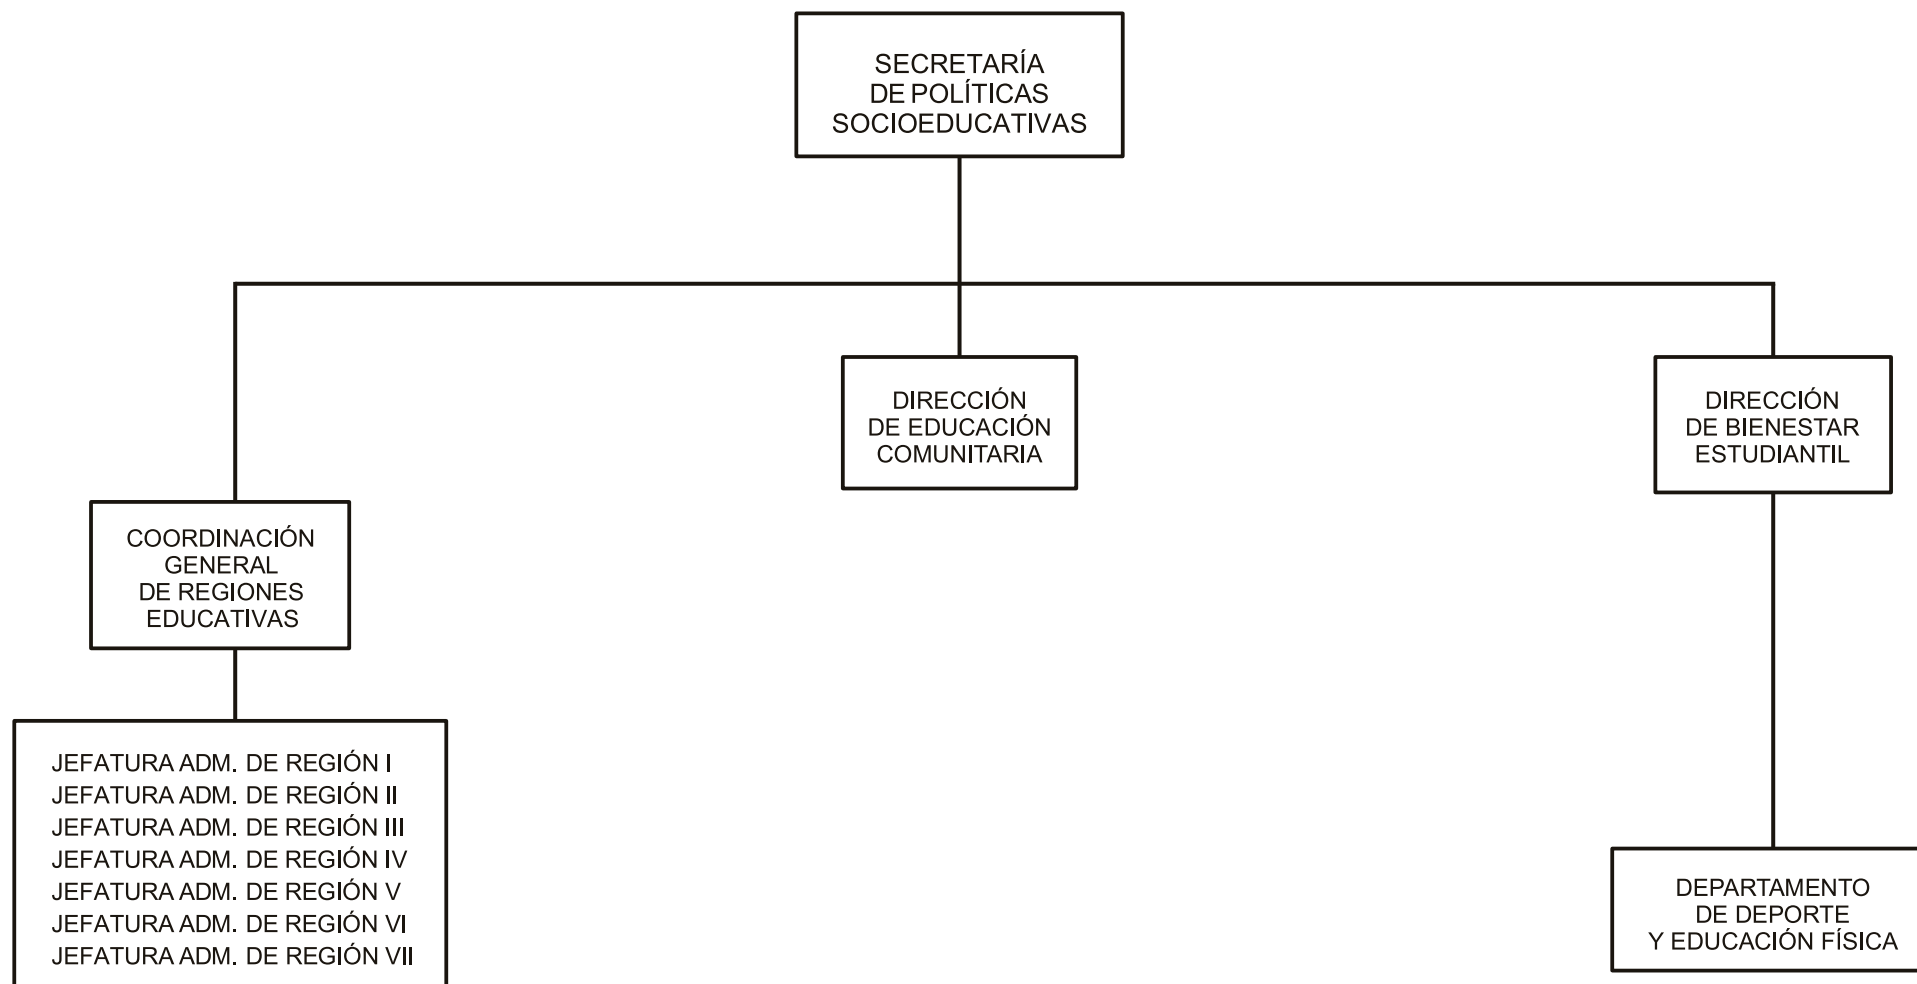 SECRETARÍA
DE POLÍTICAS
SOCIOEDUCATIVAS
DIRECCIÓN
DE EDUCACIÓN
COMUNITARIA
DIRECCIÓN
DE BIENESTAR
ESTUDIANTIL
COORDINACIÓN
GENERAL
DE REGIONES
EDUCATIVAS
JEFATURA ADM. DE REGIÓN I
JEFATURA ADM. DE REGIÓN II
JEFATURA ADM. DE REGIÓN III
JEFATURA ADM. DE REGIÓN IV
JEFATURA ADM. DE REGIÓN V
JEFATURA ADM. DE REGIÓN VI
JEFATURA ADM. DE REGIÓN VII
DEPARTAMENTO
DE DEPORTE
Y EDUCACIÓN FÍSICA